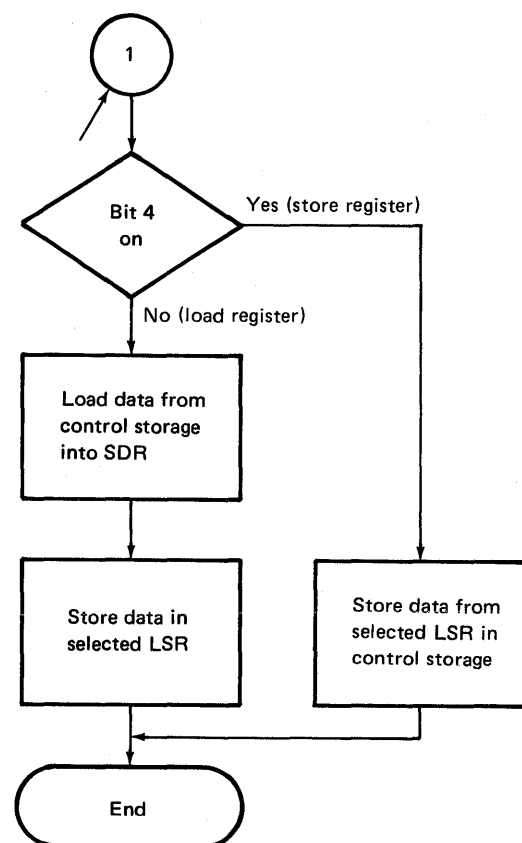 1
Bit 4
on
Yes (store register)
No (load register)
Load data from
control storage
into SDR
Store data in
selected LSR
Store data from
selected LSR in
control storage
End